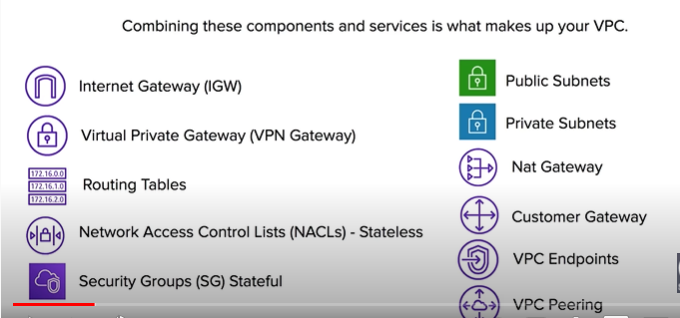 Combining these components and services is what makes up your VPC.
Internet Gateway (IGW)
Virtual Private Gateway (VPN Gateway)
172.16.0.0
172.16.1.0
172.16.2.0
Routing Tables
Network Access Control Lists (NACLs) - Stateless
Security Groups (SG) Stateful
Public Subnets
Private Subnets
Nat Gateway
Customer Gateway
VPC Endpoints
VPC Peering